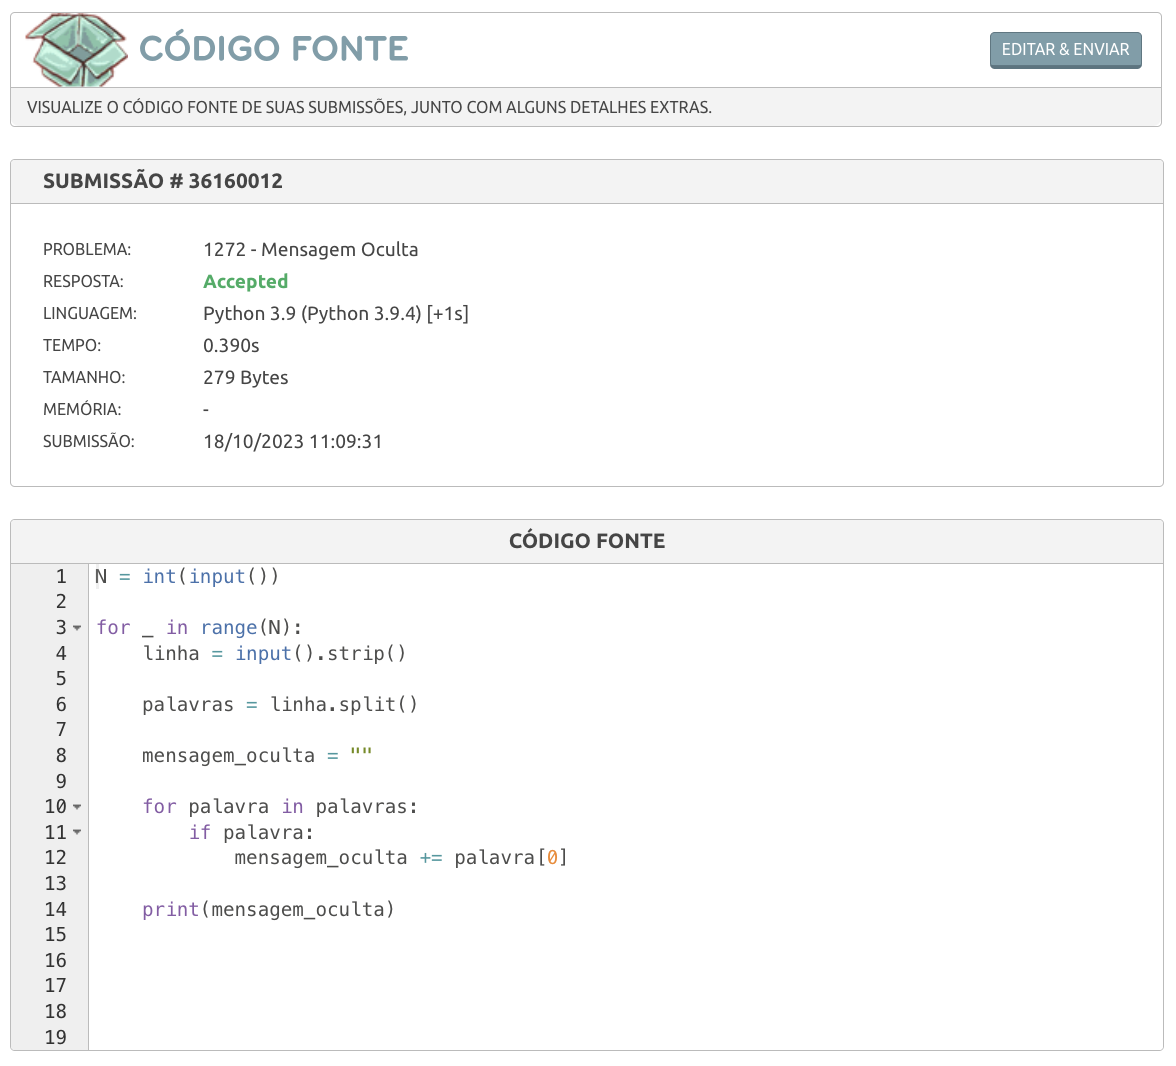 CÓDIGO FONTE
EDITAR & ENVIAR
VISUALIZE O CÓDIGO FONTE DE SUAS SUBMISSÕES, JUNTO COM ALGUNS DETALHES EXTRAS.
SUBMISSÃO # 36160012
PROBLEMA: 1272 - Mensagem Oculta
RESPOSTA: Accepted
LINGUAGEM: Python 3.9 (Python 3.9.4) [+1s]
TEMPO: 0.390s
TAMANHO: 279 Bytes
MEMÓRIA: -
SUBMISSÃO: 18/10/2023 11:09:31
CÓDIGO FONTE
1 N = int(input())
2
3 for _ in range(N):
4     linha = input().strip()
5
6     palavras = linha.split()
7
8     mensagem_oculta = ""
9
10     for palavra in palavras:
11         if palavra:
12             mensagem_oculta += palavra[0]
13
14     print(mensagem_oculta)
15
16
17
18
19